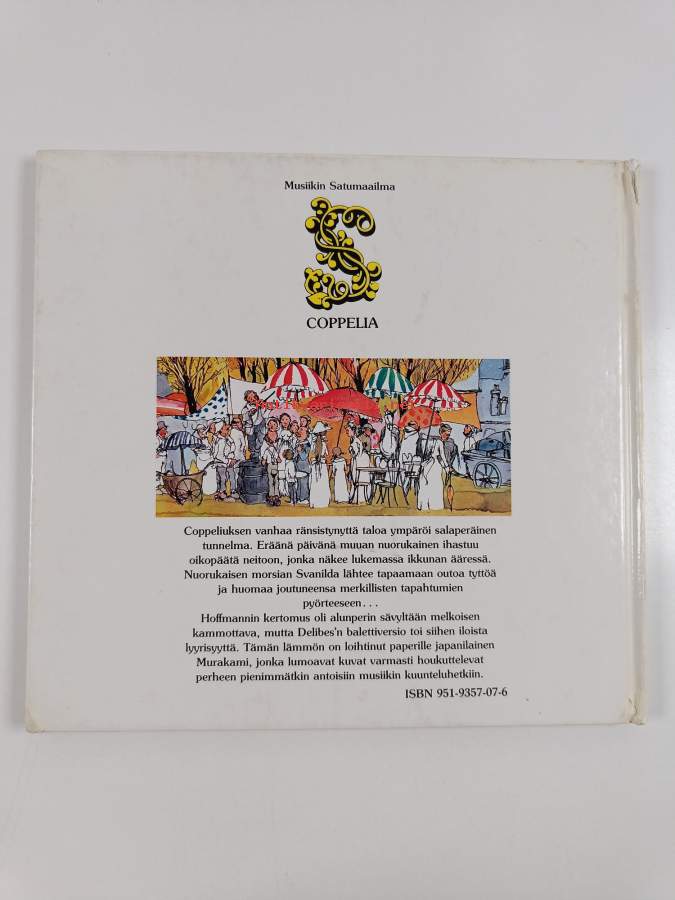 Musiikin Satumaailma
S
COPPELIA
Coppeliuksen vanhaa ränsistynyttä taloa ympäröi salaperäinen
tunnelma. Eräänä päivänä muuan nuorukainen ihastuu
oikopäätä neitoon, jonka näkee lukemassa ikkunan ääressä.
Nuorukaisen morsian Svanilda lähtee tapaamaan outoa tyttöä
ja huomaa joutuneensa merkillisten tapahtumien
pyörteeseen...
Hoffmannin kertomus oli alunperin sävyltään melkoisen
kammottava, mutta Delibes'n balettiversio toi siihen iloista
lyyrisyyttä. Tämän lämmön on loihtinut paperille japanilainen
Murakami, jonka lumoavat kuvat varmasti houkuttelevat
perheen pienimmätkin antoisiin musiikin kuunteluhetkiin.
ISBN 951-9357-07-6